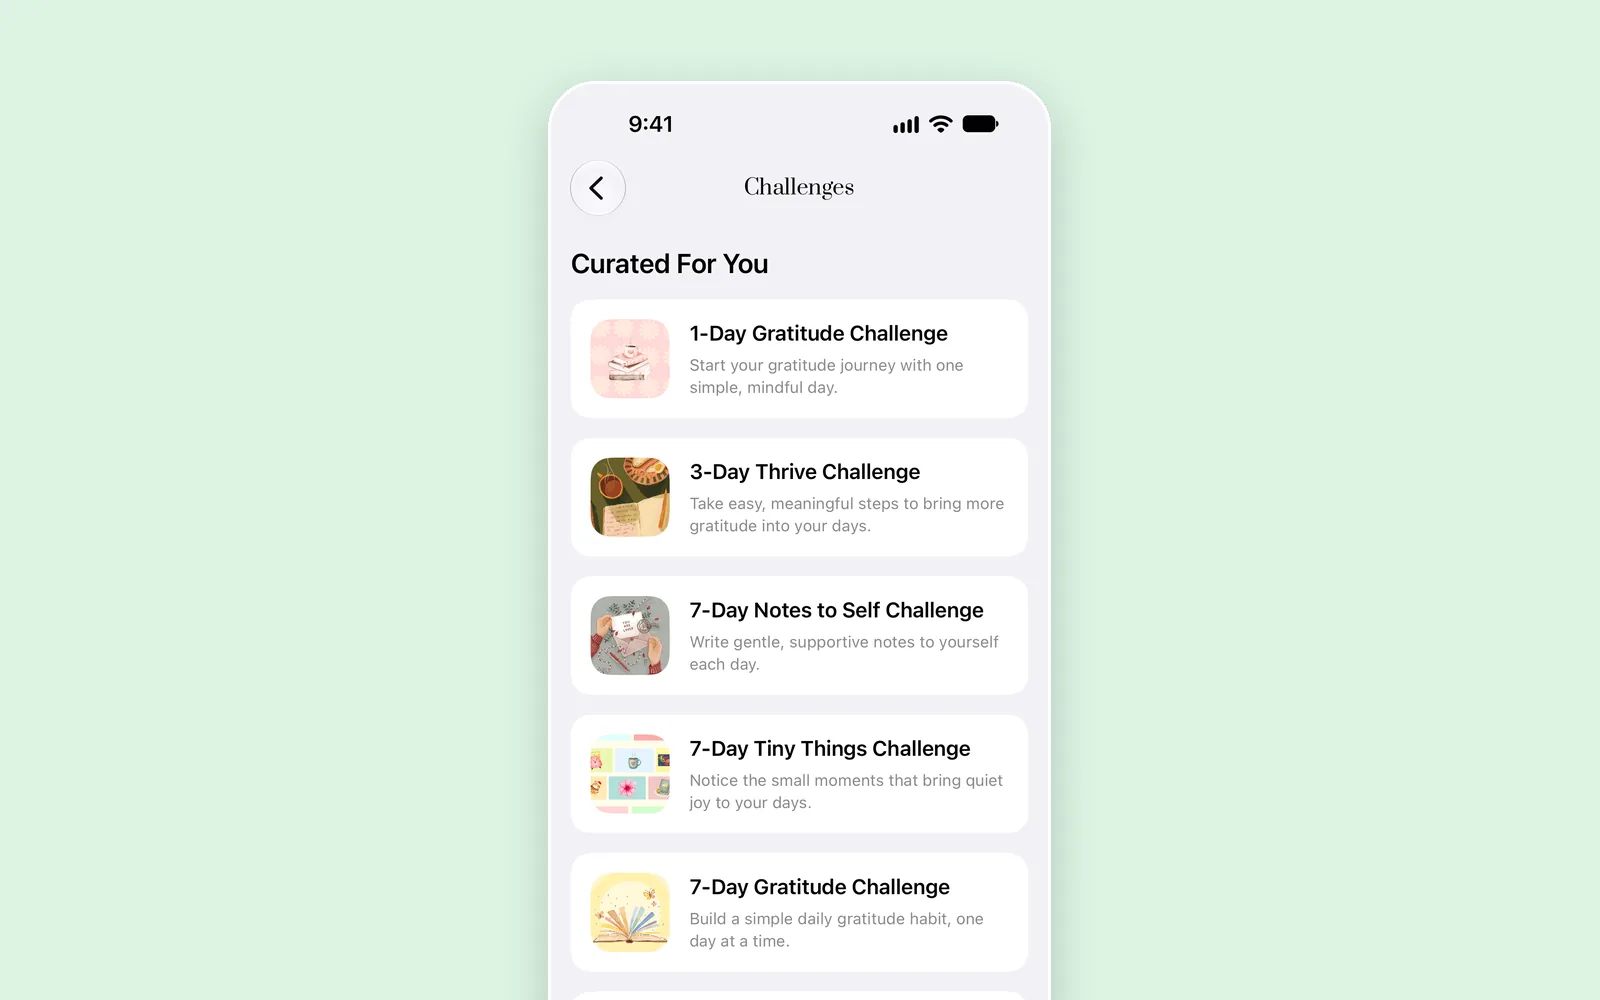 9:41
Challenges
Curated For You
1-Day Gratitude Challenge
Start your gratitude journey with one
simple, mindful day.
3-Day Thrive Challenge
Take easy, meaningful steps to bring more
gratitude into your days.
7-Day Notes to Self Challenge
Write gentle, supportive notes to yourself
each day.
7-Day Tiny Things Challenge
Notice the small moments that bring quiet
joy to your days.
7-Day Gratitude Challenge
Build a simple daily gratitude habit, one
day at a time.